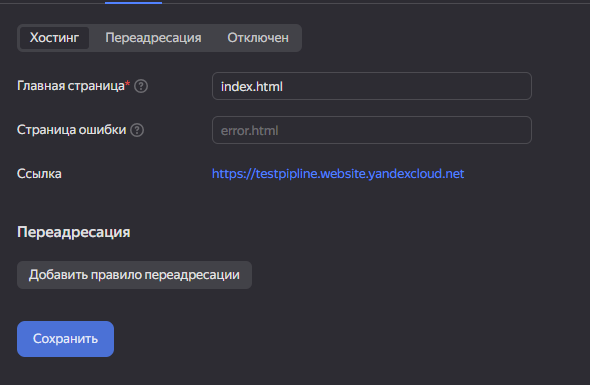 Хостинг Переадресация Отключен
Главная страница* index.html
Страница ошибки error.html
Ссылка https://testpipline.website.yandexcloud.net
Переадресация
Добавить правило переадресации
Сохранить